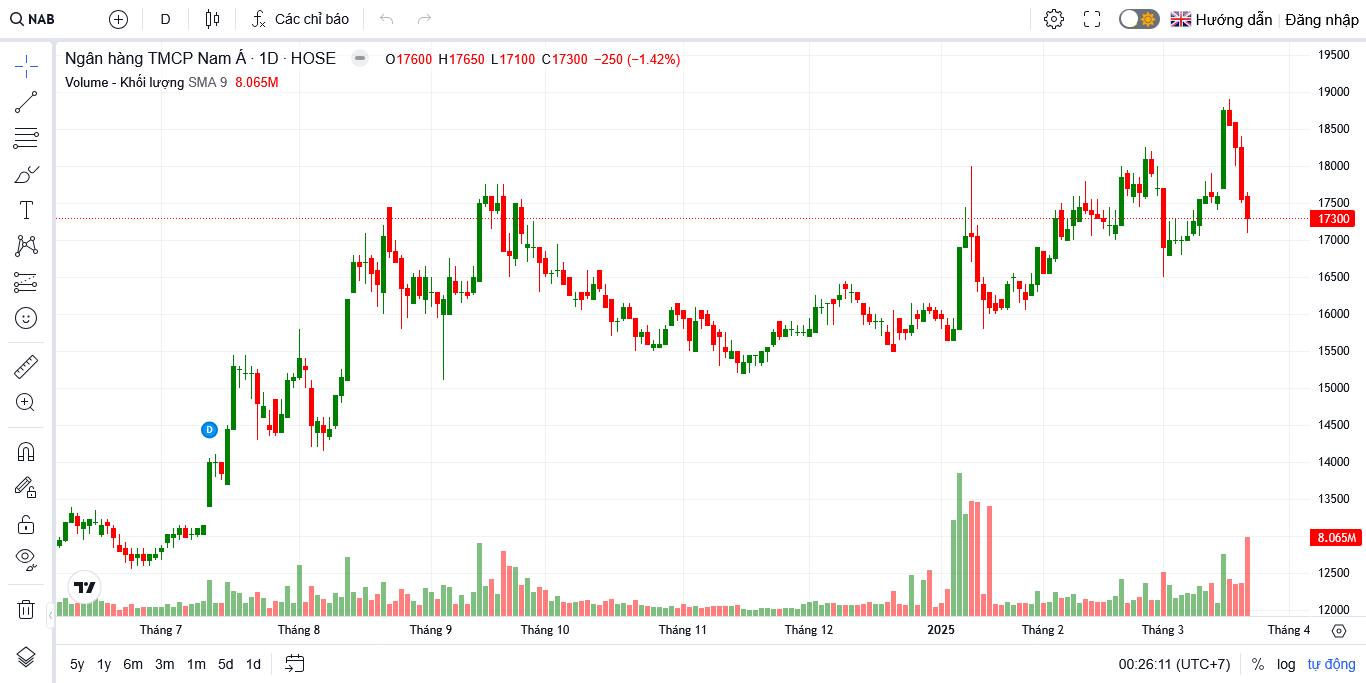 NAB D Các chỉ báo Hướng dẫn Đăng nhập
Ngân hàng TMCP Nam Á · 1D · HOSE O17600 H17650 L17100 C17300 −250 (−1.42%)
Volume - Khối lượng SMA 9 8.065M
19500
19000
18500
18000
17500
17300
17000
16500
16000
15500
15000
14500
D
14000
13500
8.065M
12500
12000
Tháng 7 Tháng 8 Tháng 9 Tháng 10 Tháng 11 Tháng 12 2025 Tháng 2 Tháng 3 Tháng 4
5y 1y 6m 3m 1m 5d 1d 00:26:11 (UTC+7) % log tự động